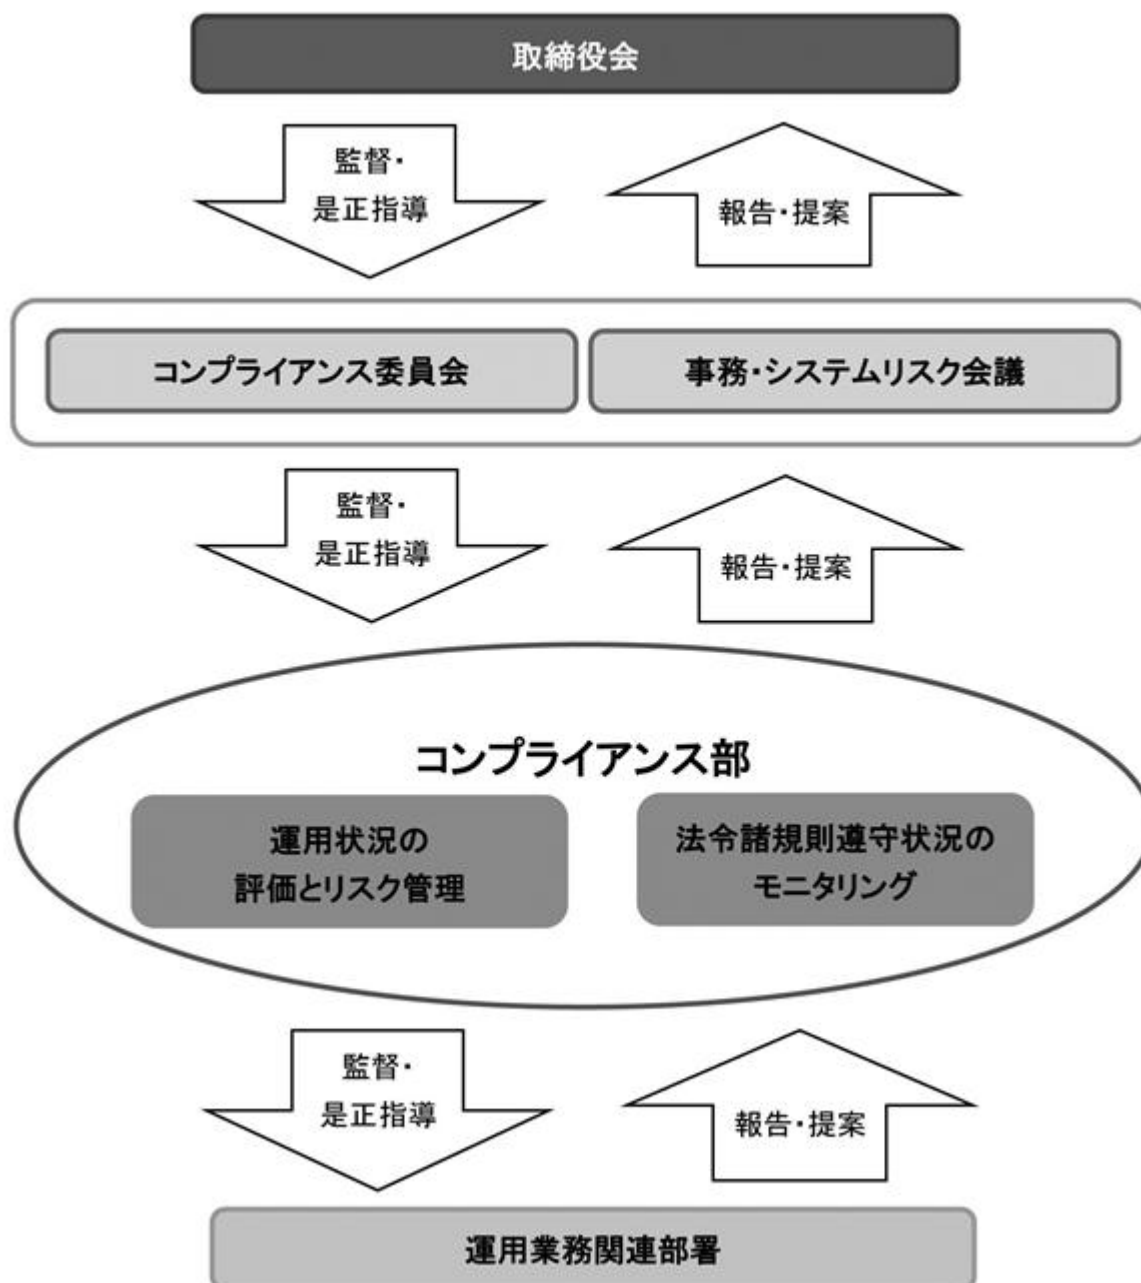 取締役会
監督・
是正指導
報告・提案
コンプライアンス委員会
事務・システムリスク会議
監督・
是正指導
報告・提案
コンプライアンス部
運用状況の
評価とリスク管理
法令諸規則遵守状況の
モニタリング
監督・
是正指導
報告・提案
運用業務関連部署